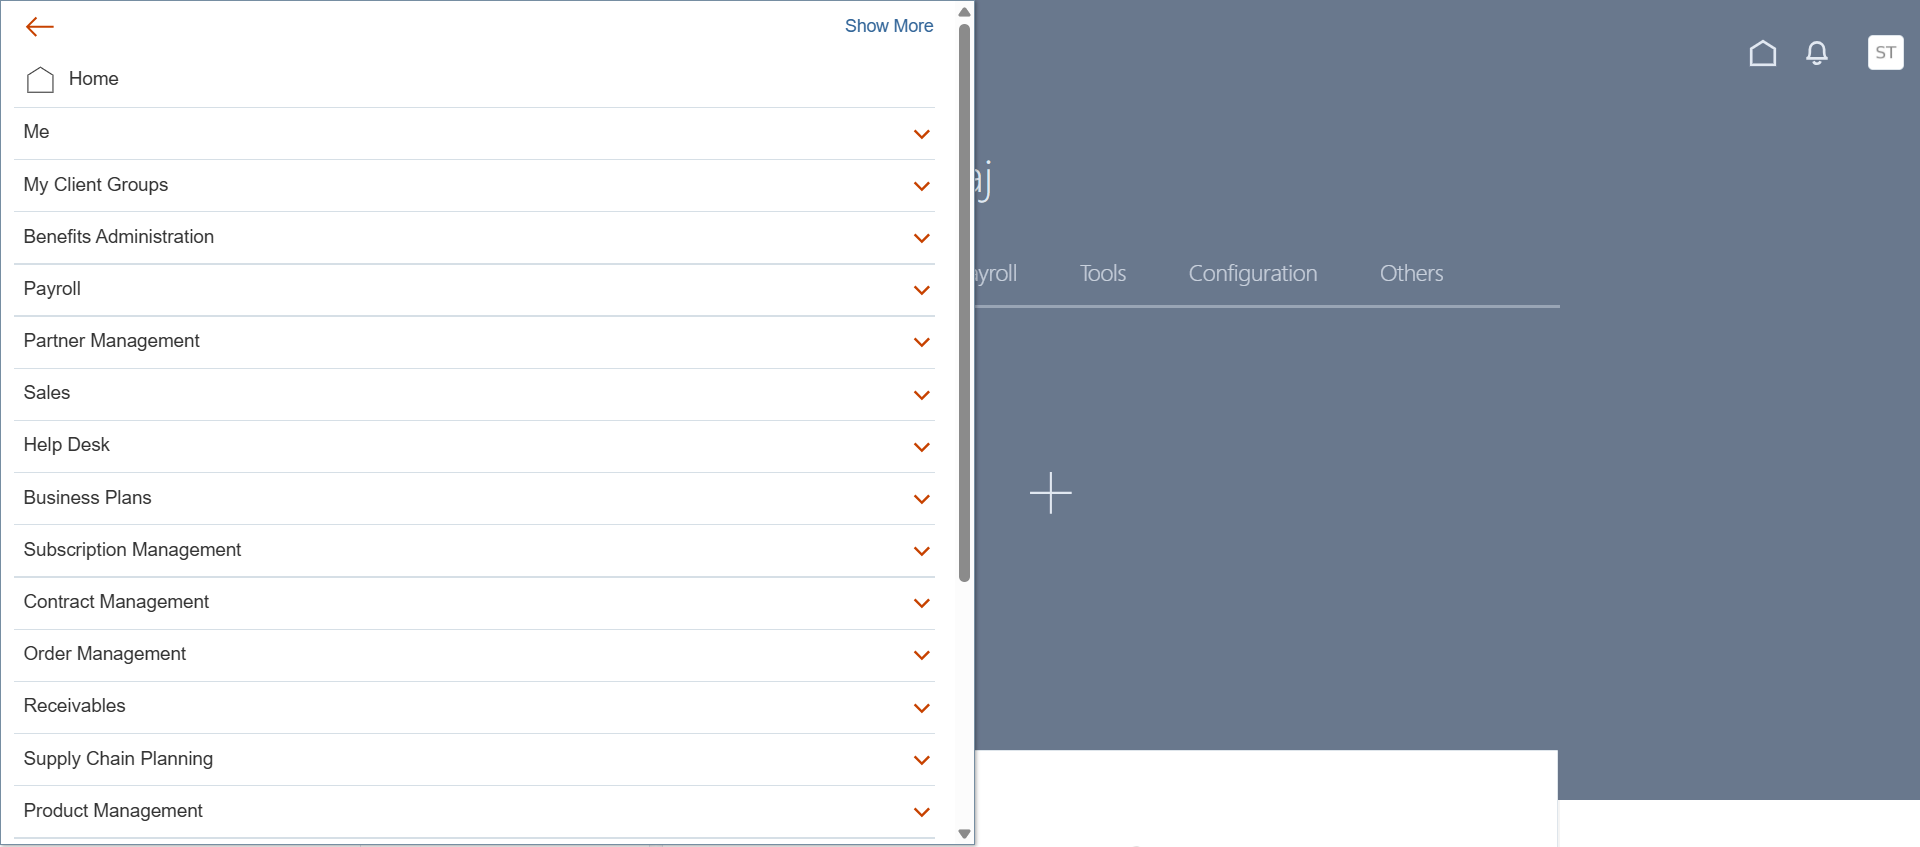 Show More
Home
Me
My Client Groups
Benefits Administration
Payroll
Partner Management
Sales
Help Desk
Business Plans
Subscription Management
Contract Management
Order Management
Receivables
Supply Chain Planning
Product Management
ST
aj
ayroll Tools Configuration Others